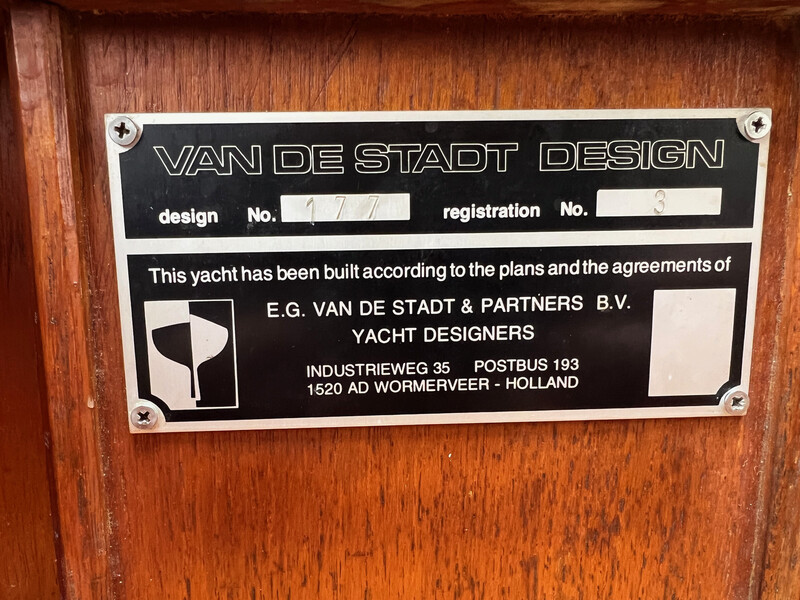 VAN DE STADT DESIGN
design No. 177 registration No. 3
This yacht has been built according to the plans and the agreements of
E.G. VAN DE STADT & PARTNERS B.V.
YACHT DESIGNERS
INDUSTRIEWEG 35 POSTBUS 193
1520 AD WORMERVEER - HOLLAND